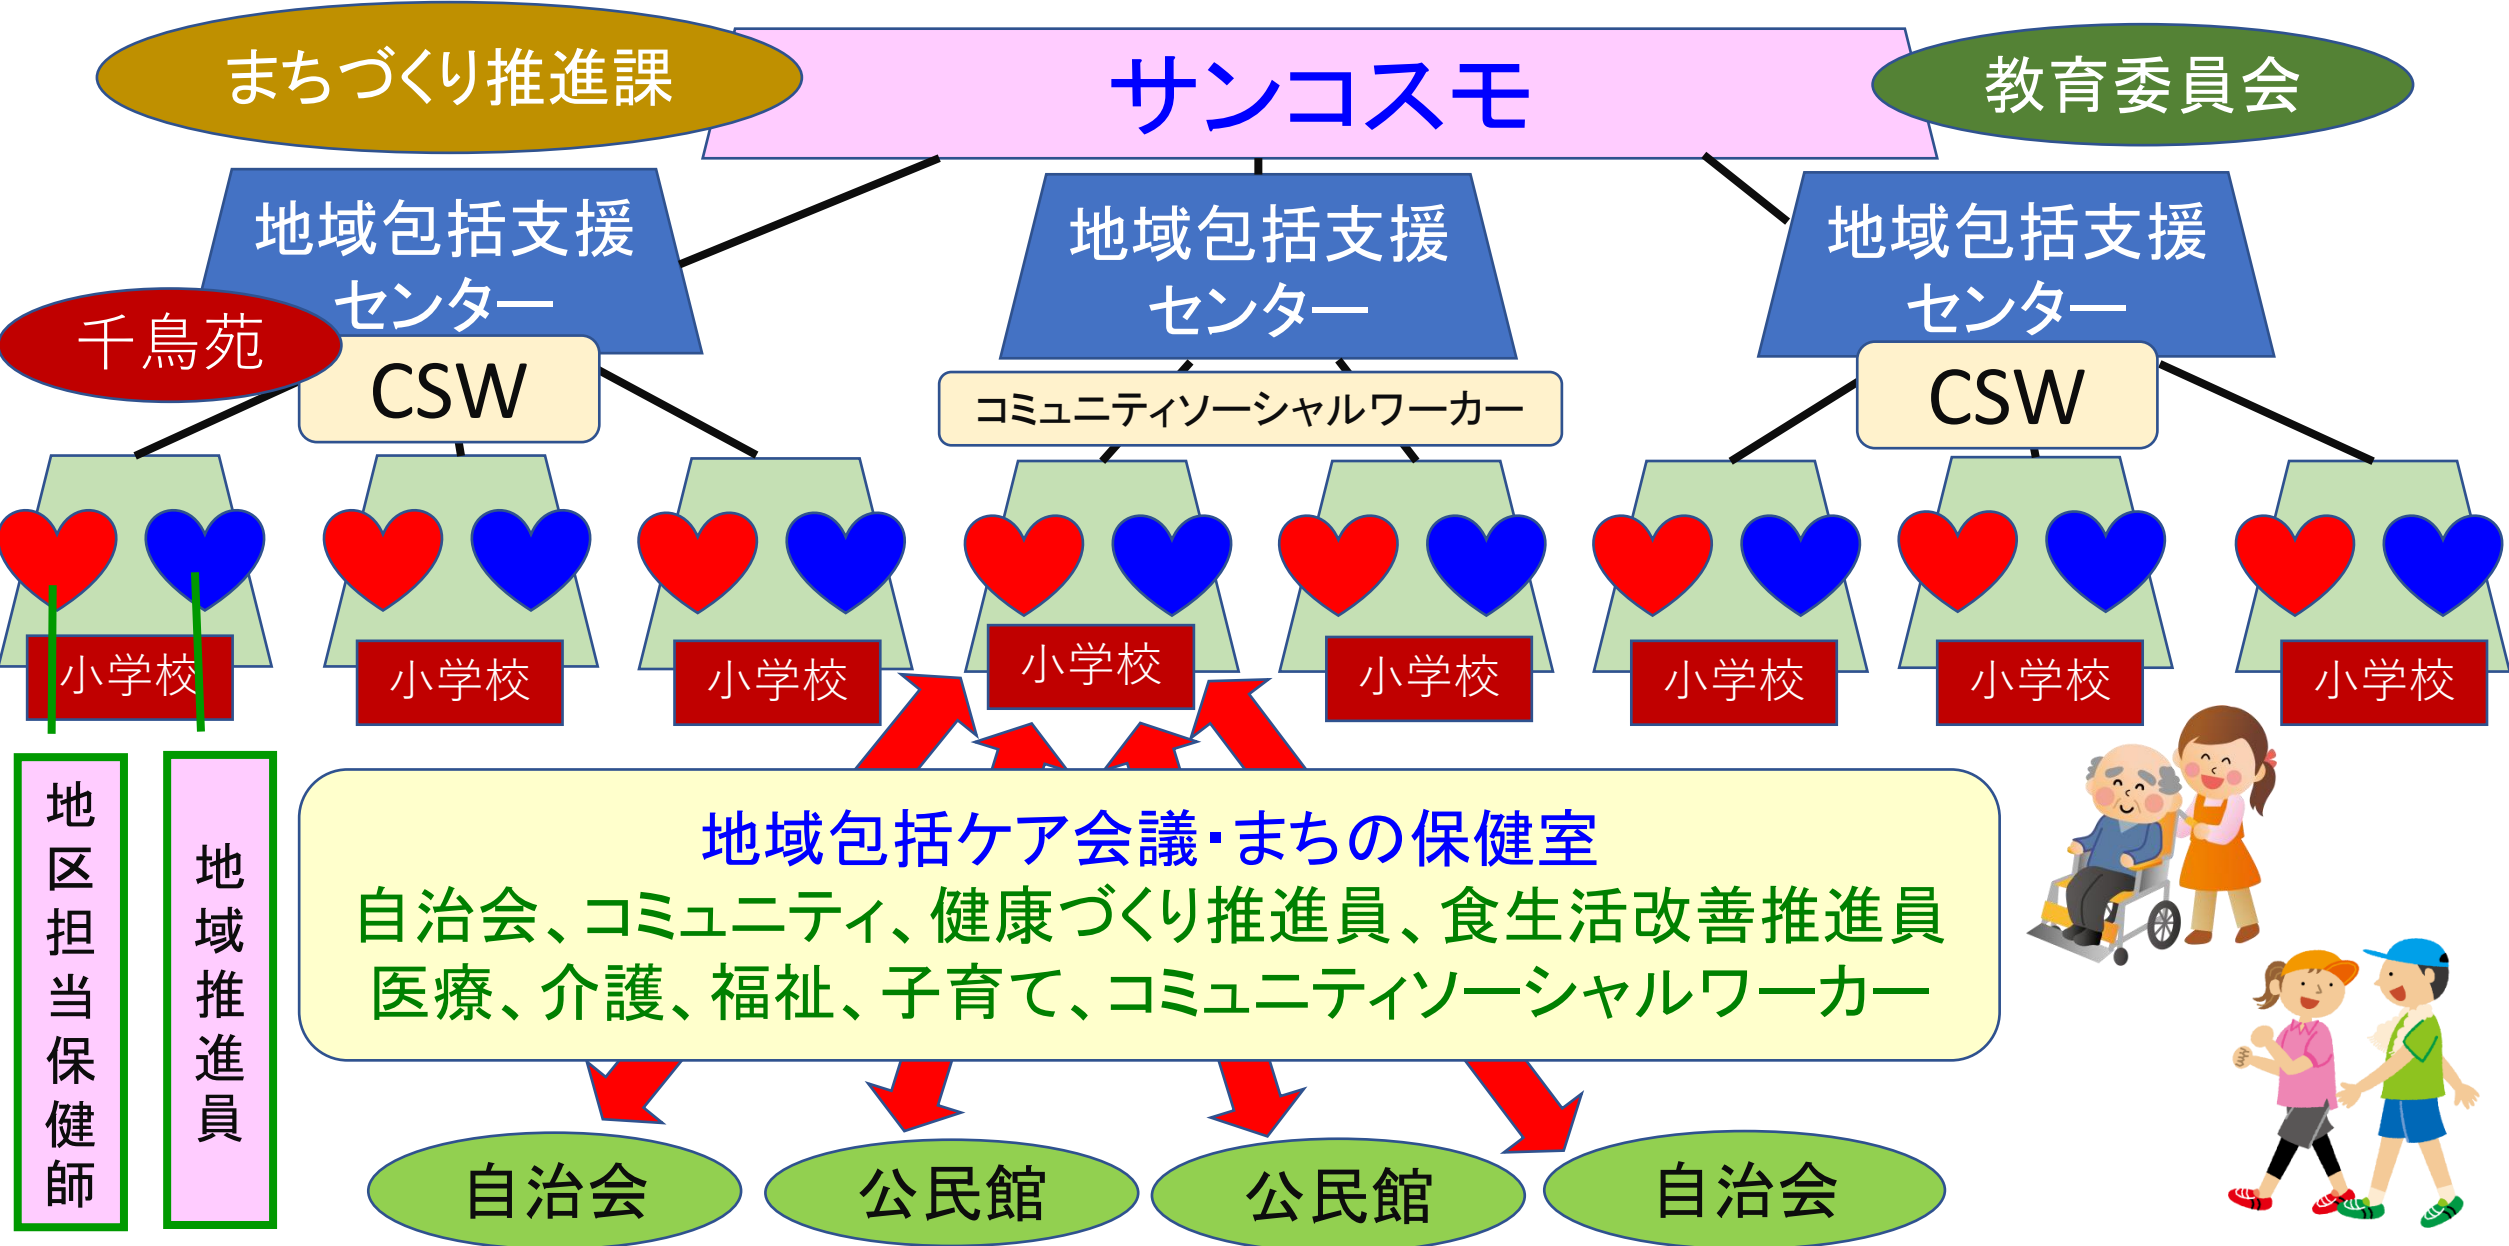 まちづくり推進課
サンコスモ
教育委員会
地域包括支援
センター
地域包括支援
センター
地域包括支援
センター
千鳥苑
CSW
コミュニティソーシャルワーカー
CSW
小学校
小学校
小学校
小学校
小学校
小学校
小学校
小学校
地区担当保健師
地域推進員
地域包括ケア会議・まちの保健室
自治会、コミュニティ、健康づくり推進員、食生活改善推進員
医療、介護、福祉、子育て、コミュニティソーシャルワーカー
自治会
公民館
公民館
自治会